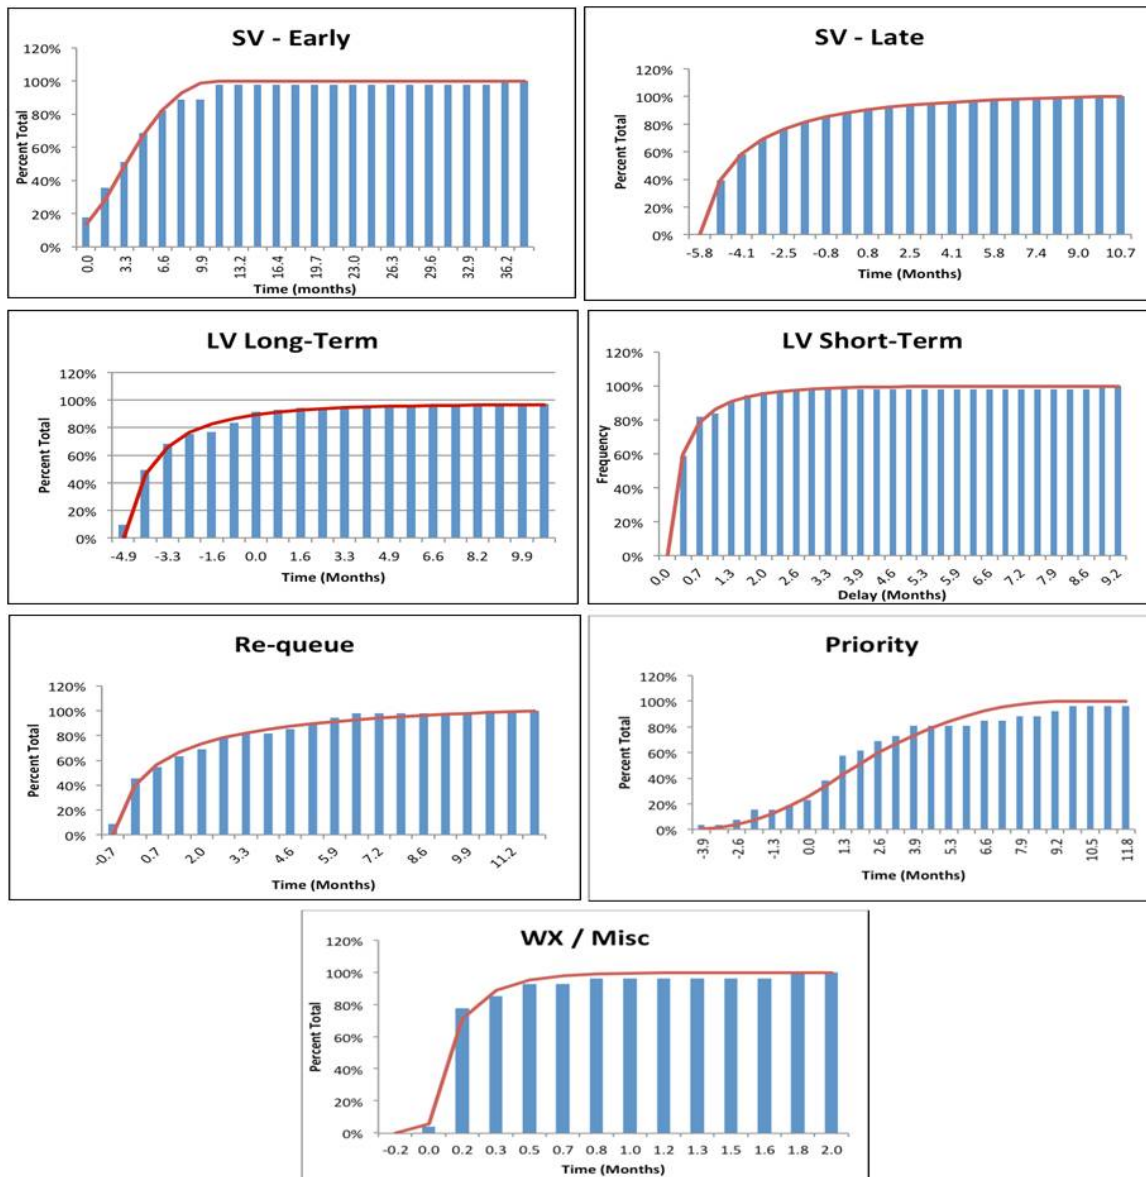 SV - Early
120%
100%
80%
60%
40%
20%
0%
Percent Total
0.0 3.3 6.6 9.9 13.2 16.4 19.7 23.0 26.3 29.6 32.9 36.2
Time (months)
SV - Late
120%
100%
80%
60%
40%
20%
0%
Percent Total
-5.8 -4.1 -2.5 -0.8 0.8 2.5 4.1 5.8 7.4 9.0 10.7
Time (Months)
LV Long-Term
120%
100%
80%
60%
40%
20%
0%
Percent Total
-4.9 -3.3 -1.6 0.0 1.6 3.3 4.9 6.6 8.2 9.9
Time (Months)
LV Short-Term
120%
100%
80%
60%
40%
20%
0%
Frequency
0.0 0.7 1.3 2.0 2.6 3.3 3.9 4.6 5.3 5.9 6.6 7.2 7.9 8.6 9.2
Delay (Months)
Re-queue
120%
100%
80%
60%
40%
20%
0%
Percent Total
-0.7 0.7 2.0 3.3 4.6 5.9 7.2 8.6 9.9 11.2
Time (Months)
Priority
120%
100%
80%
60%
40%
20%
0%
Percent Total
-3.9 -2.6 -1.3 0.0 1.3 2.6 3.9 5.3 6.6 7.9 9.2 10.5 11.8
Time (Months)
WX / Misc
120%
100%
80%
60%
40%
20%
0%
Percent Total
-0.2 0.0 0.2 0.3 0.5 0.7 0.8 1.0 1.2 1.3 1.5 1.6 1.8 2.0
Time (Months)